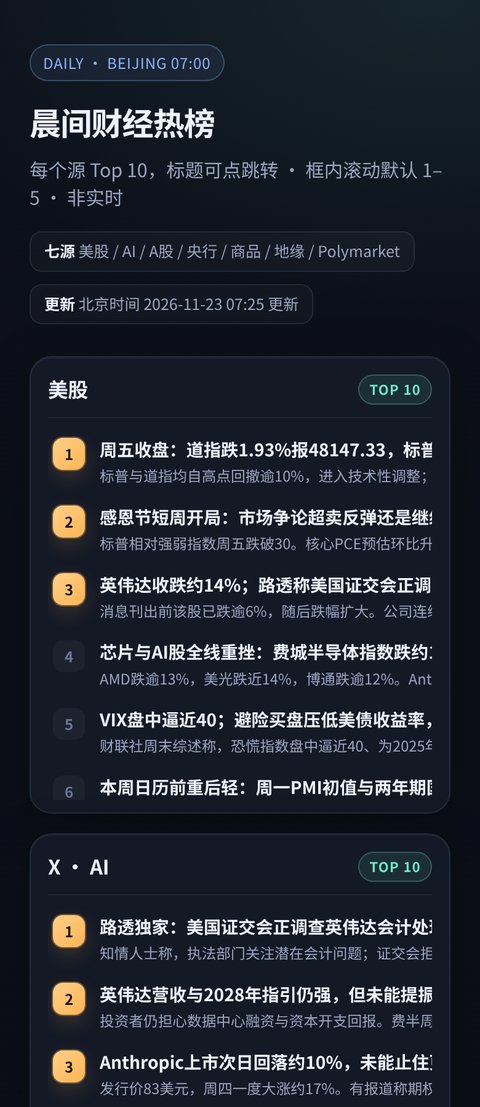 DAILY · BEIJING 07:00
晨间财经热榜
每个源 Top 10，标题可点跳转 · 框内滚动默认 1–
5 · 非实时
七源 美股 / AI / A股 / 央行 / 商品 / 地缘 / Polymarket
更新 北京时间 2026-11-23 07:25 更新
美股
TOP 10
1
周五收盘：道指跌1.93%报48147.33，标普
标普与道指均自高点回撤逾10%，进入技术性调整；
2
感恩节短周开局：市场争论超卖反弹还是继续
标普相对强弱指数周五跌破30。核心PCE预估环比升
3
英伟达收跌约14%；路透称美国证交会正调
消息刊出前该股已跌逾6%，随后跌幅扩大。公司连续
4
芯片与AI股全线重挫：费城半导体指数跌约
AMD跌逾13%，美光跌近14%，博通跌逾12%。Ant
5
VIX盘中逼近40；避险买盘压低美债收益率，
财联社周末综述称，恐慌指数盘中逼近40、为2025年
6
本周日历前重后轻：周一PMI初值与两年期国
X · AI
TOP 10
1
路透独家：美国证交会正调查英伟达会计处理
知情人士称，执法部门关注潜在会计问题；证交会拒
2
英伟达营收与2028年指引仍强，但未能提振
投资者仍担心数据中心融资与资本开支回报。费半周
3
Anthropic上市次日回落约10%，未能止住
发行价83美元，周四一度大涨约17%。有报道称期权